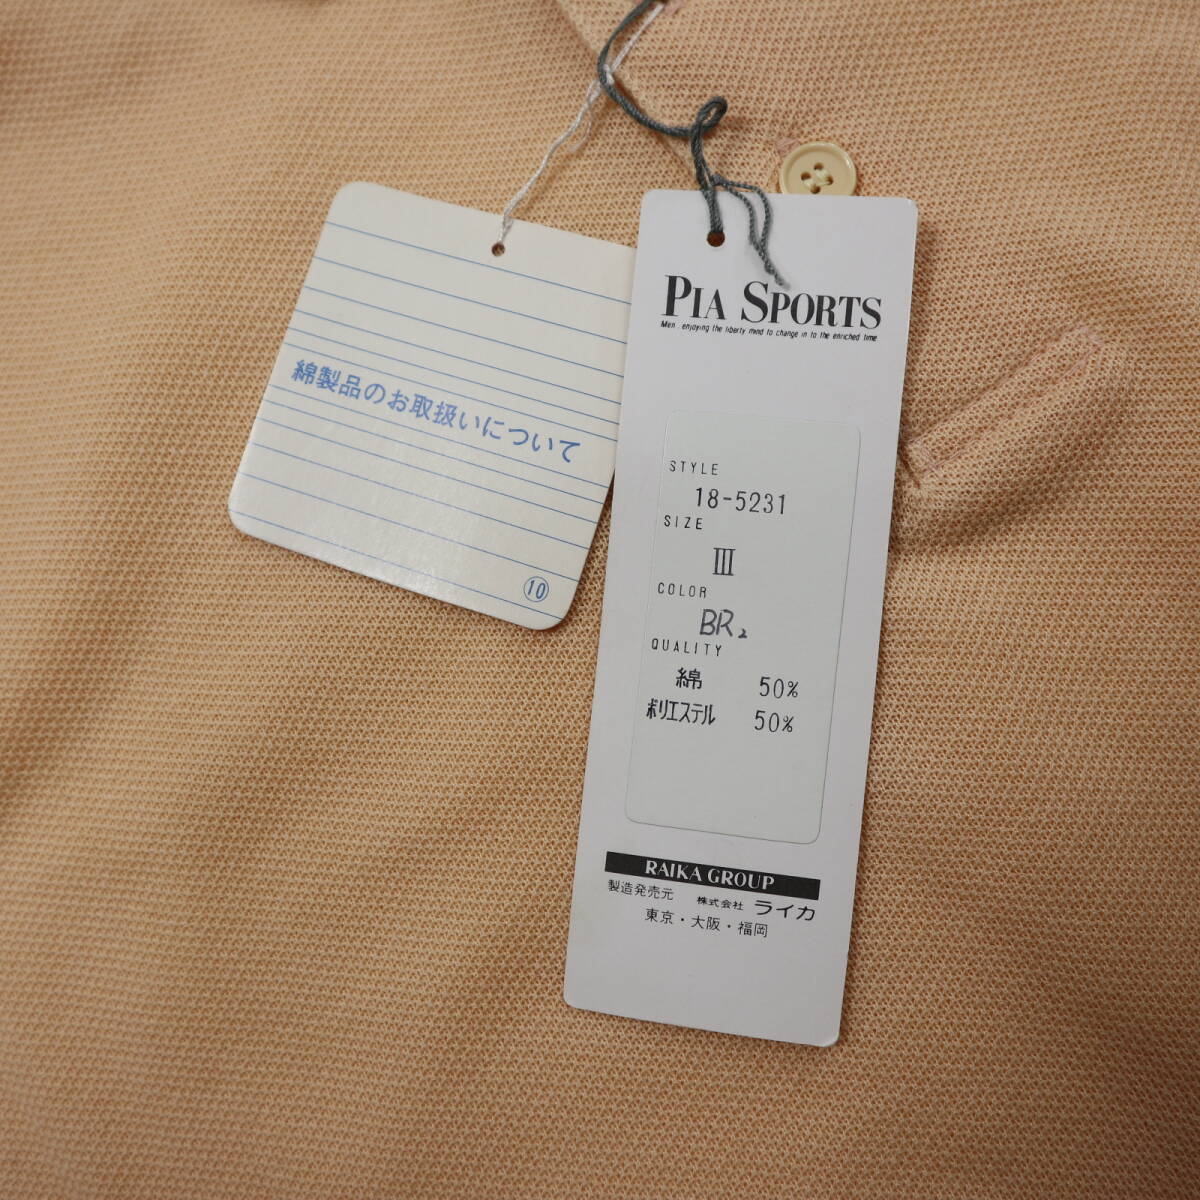 綿製品のお取扱いについて
10
PIA SPORTS
Men enjoying the liberty mind to change in to the enriched time
STYLE
18-5231
SIZE
III
COLOR
BR2
QUALITY
綿 50%
ポリエステル 50%
RAIKA GROUP
製造発売元 株式会社 ライカ
東京・大阪・福岡